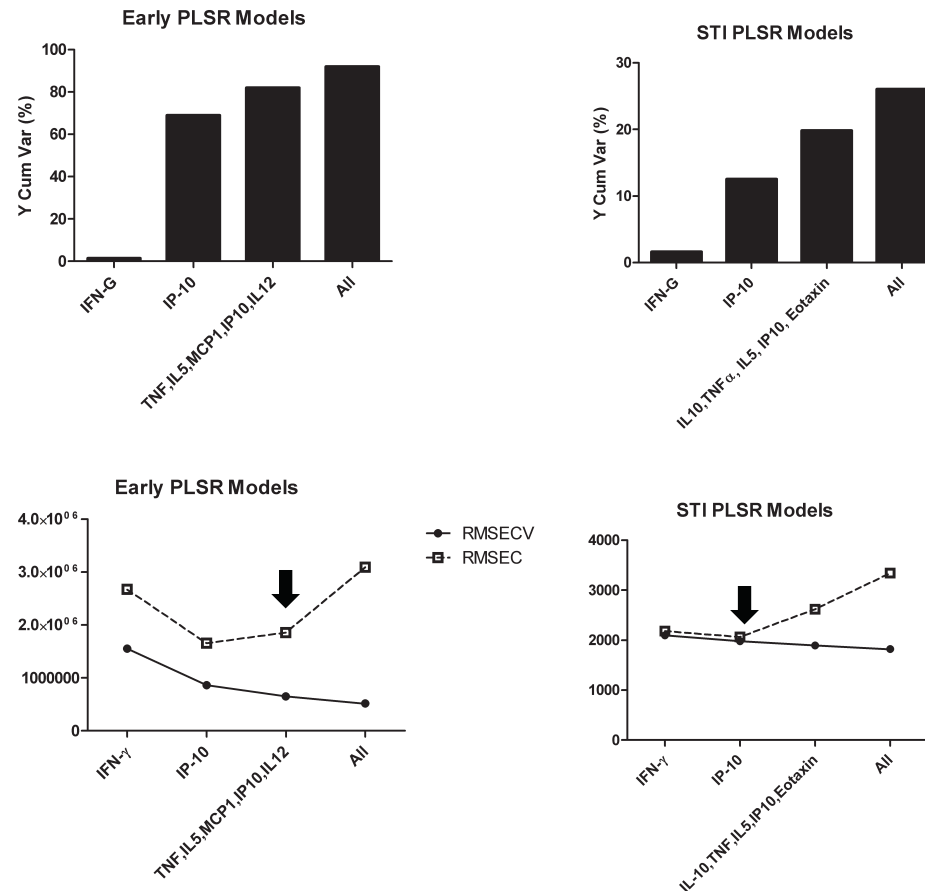 Early PLSR Models
Y Cum Var (%)
100
80
60
40
20
0
IFN-G
IP-10
TNF,IL5,MCP1,IP10,IL12
All
STI PLSR Models
Y Cum Var (%)
30
20
10
0
IFN-G
IP-10
IL10,TNFα, IL5, IP10, Eotaxin
All
Early PLSR Models
4.0×10⁰⁶
3.0×10⁰⁶
2.0×10⁰⁶
1000000
0
IFN-γ
IP-10
TNF,IL5,MCP1,IP10,IL12
All
RMSECV
RMSEC
STI PLSR Models
4000
3000
2000
1000
0
IFN-γ
IP-10
IL-10,TNF,IL5,IP10,Eotaxin
All